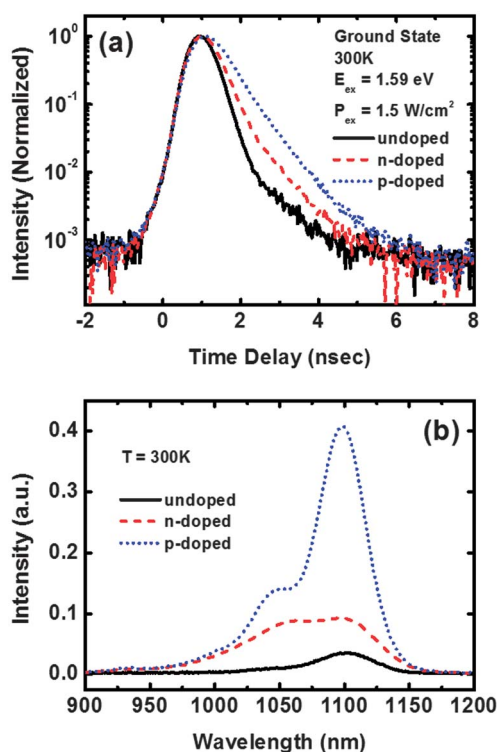 (a)
Ground State
300K
E_ex = 1.59 eV
P_ex = 1.5 W/cm²
undoped
n-doped
p-doped
Intensity (Normalized)
10⁰
10⁻¹
10⁻²
10⁻³
-2 0 2 4 6 8
Time Delay (nsec)
(b)
T = 300K
undoped
n-doped
p-doped
Intensity (a.u.)
0.4
0.3
0.2
0.1
0.0
900 950 1000 1050 1100 1150 1200
Wavelength (nm)